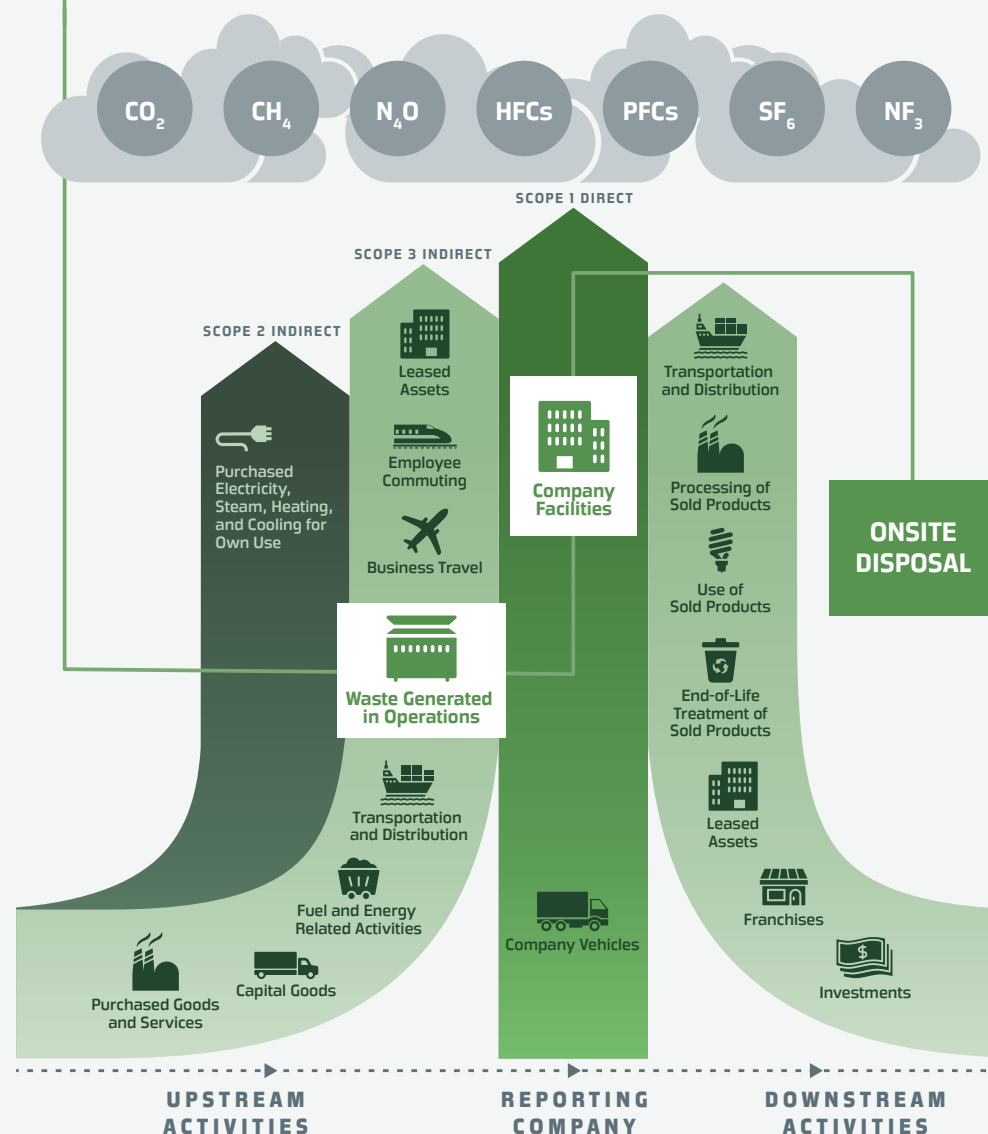 CO2
CH4
N4O
HFCs
PFCs
SF6
NF3
SCOPE 1 DIRECT
SCOPE 3 INDIRECT
SCOPE 2 INDIRECT
Purchased
Electricity,
Steam, Heating,
and Cooling for
Own Use
Leased
Assets
Employee
Commuting
Business Travel
Waste Generated
in Operations
Transportation
and Distribution
Fuel and Energy
Related Activities
Capital Goods
Purchased Goods
and Services
Company
Facilities
Company Vehicles
Transportation
and Distribution
Processing of
Sold Products
Use of
Sold Products
End-of-Life
Treatment of
Sold Products
Leased
Assets
Franchises
$
Investments
ONSITE
DISPOSAL
UPSTREAM
ACTIVITIES
REPORTING
COMPANY
DOWNSTREAM
ACTIVITIES